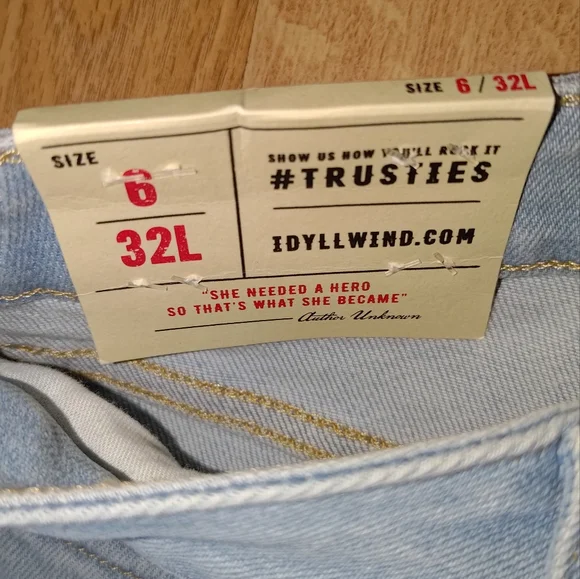 SIZE 6 / 32L
SIZE
6
32L
SHOW US HOW YOU'LL ROCK IT
#TRUSTIES
IDYLLWIND.COM
"SHE NEEDED A HERO
SO THAT'S WHAT SHE BECAME"
Author Unknown